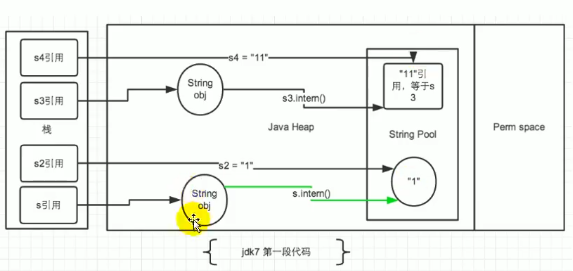 s4引用
s4 = "11"
s3引用
String
obj
"11"引
用，等于s
3
s3.intern()
栈
Java Heap
String Pool
Perm space
s2引用
s2 = "1"
"1"
s引用
String
obj
s.intern()
jdk7 第一段代码